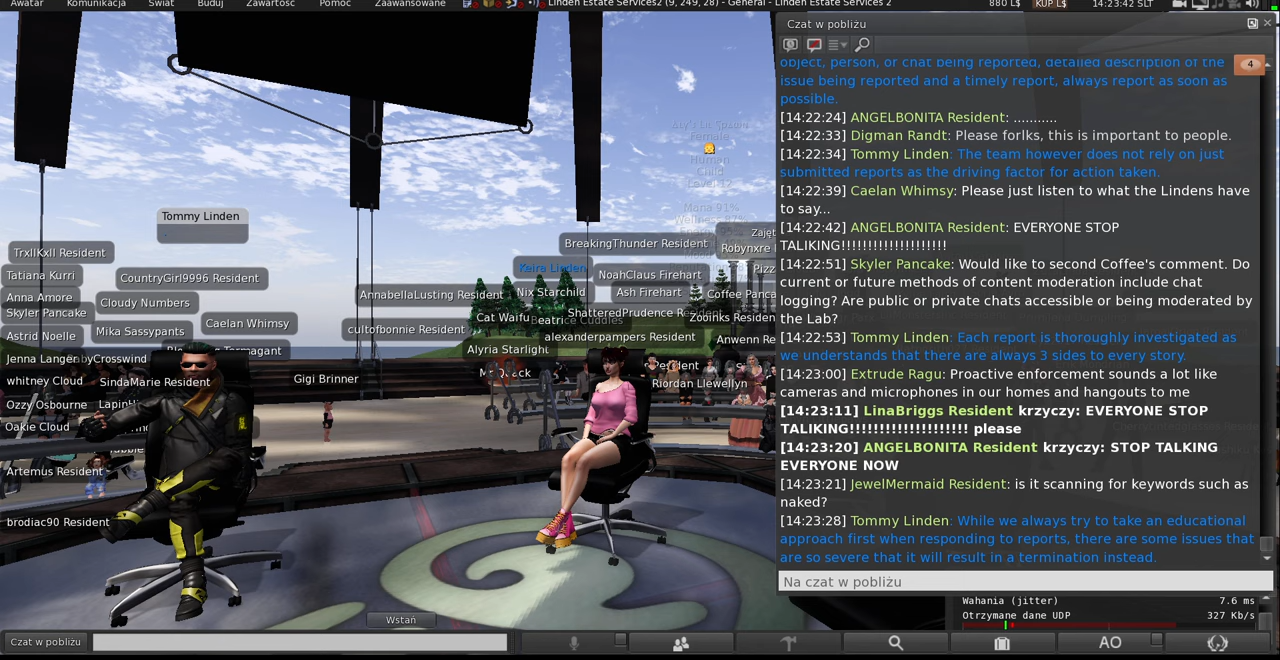 Awatar Komunikacja Świat Buduj Zawartość Pomoc Zaawansowane Linden Estate Services2 (9, 249, 28) - General - Linden Estate Services 2 880 L$ KUP L$ 14:23:42 SLT
Czat w pobliżu
4
object, person, or chat being reported, detailed description of the
issue being reported and a timely report, always report as soon as
possible.
[14:22:24] ANGELBONITA Resident: ...........
[14:22:33] Digman Randt: Please forlks, this is important to people.
[14:22:34] Tommy Linden: The team however does not rely on just
submitted reports as the driving factor for action taken.
[14:22:39] Caelan Whimsy: Please just listen to what the Lindens have
to say...
[14:22:42] ANGELBONITA Resident: EVERYONE STOP
TALIKING!!!!!!!!!!!!!!!!!!!!
[14:22:51] Skyler Pancake: Would like to second Coffee's comment. Do
current or future methods of content moderation include chat
logging? Are public or private chats accessible or being moderated by
the Lab?
[14:22:53] Tommy Linden: Each report is thoroughly investigated as
we understands that there are always 3 sides to every story.
[14:23:00] Extrude Ragu: Proactive enforcement sounds a lot like
cameras and microphones in our homes and hangouts to me
[14:23:11] LinaBriggs Resident krzyczy: EVERYONE STOP
TALIKING!!!!!!!!!!!!!!!!!!!! please
[14:23:20] ANGELBONITA Resident krzyczy: STOP TALKING
EVERYONE NOW
[14:23:21] JewelMermaid Resident: is it scanning for keywords such as
naked?
[14:23:28] Tommy Linden: While we always try to take an educational
approach first when responding to reports, there are some issues that
are so severe that it will result in a termination instead.
Na czat w pobliżu
Female
Human
Child
Mana 91%
Tommy Linden
TrxllKxll Resident
Tatiana Kurri
CountryGirl9996 Resident
Anna Amore
Cloudy Numbers
Skyler Pancake
Caelan Whimsy
Astrid Noelle
Mika Sassypants
Jenna Langer
whitney Cloud
SindaMarie Resident
Ozzy Osbourne
Oakie Cloud
Artemus Resident
brodiac90 Resident
Gigi Brinner
BreakingThunder Resident
Keira Linden
NoahClaus Firehart
AnnabellaLusting Resident
Nix Starchild
Ash Firehart
Cat Waifu
Beatrice Cuddles
cultofbonnie Resident
alexanderpampers Resident
Alyria Starlight
Riordan Llewellyn
Wstań
Wahania (jitter) 7.6 ms
Otrzymane dane UDP 327 Kb/s
Czat w pobliżu
AO